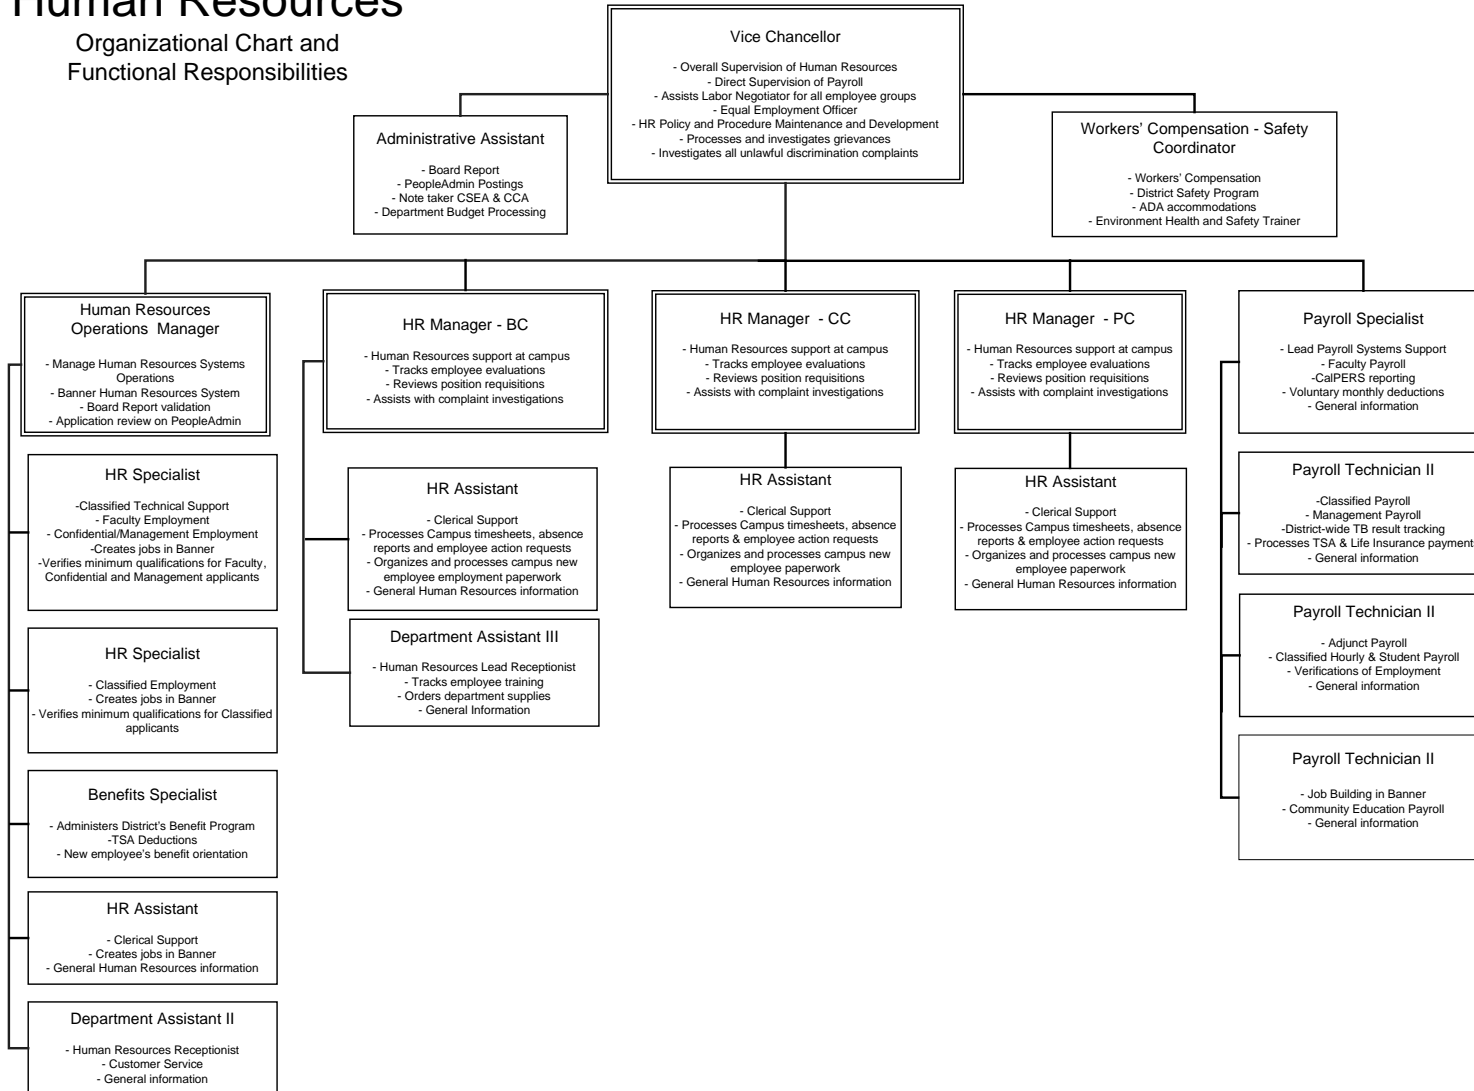 Human Resources
Organizational Chart and
Functional Responsibilities
Vice Chancellor
- Overall Supervision of Human Resources
- Direct Supervision of Payroll
- Assists Labor Negotiator for all employee groups
- Equal Employment Officer
- HR Policy and Procedure Maintenance and Development
- Processes and investigates grievances
- Investigates all unlawful discrimination complaints
Administrative Assistant
- Board Report
- PeopleAdmin Postings
- Note taker CSEA & CCA
- Department Budget Processing
Workers' Compensation - Safety
Coordinator
- Workers' Compensation
- District Safety Program
- ADA accommodations
- Environment Health and Safety Trainer
Human Resources
Operations Manager
- Manage Human Resources Systems
Operations
- Banner Human Resources System
- Board Report validation
- Application review on PeopleAdmin
HR Manager - BC
- Human Resources support at campus
- Tracks employee evaluations
- Reviews position requisitions
- Assists with complaint investigations
HR Manager - CC
- Human Resources support at campus
- Tracks employee evaluations
- Reviews position requisitions
- Assists with complaint investigations
HR Manager - PC
- Human Resources support at campus
- Tracks employee evaluations
- Reviews position requisitions
- Assists with complaint investigations
Payroll Specialist
- Lead Payroll Systems Support
- Faculty Payroll
-CalPERS reporting
- Voluntary monthly deductions
- General information
HR Specialist
-Classified Technical Support
- Faculty Employment
- Confidential/Management Employment
-Creates jobs in Banner
-Verifies minimum qualifications for Faculty,
Confidential and Management applicants
HR Assistant
- Clerical Support
- Processes Campus timesheets, absence
reports and employee action requests
- Organizes and processes campus new
employee employment paperwork
- General Human Resources information
HR Assistant
- Clerical Support
- Processes Campus timesheets, absence
reports & employee action requests
- Organizes and processes campus new
employee paperwork
- General Human Resources information
HR Assistant
- Clerical Support
- Processes Campus timesheets, absence
reports & employee action requests
- Organizes and processes campus new
employee paperwork
- General Human Resources information
Payroll Technician II
-Classified Payroll
- Management Payroll
-District-wide TB result tracking
- Processes TSA & Life Insurance payments
- General information
HR Specialist
- Classified Employment
- Creates jobs in Banner
- Verifies minimum qualifications for Classified
applicants
Department Assistant III
- Human Resources Lead Receptionist
- Tracks employee training
- Orders department supplies
- General Information
Payroll Technician II
- Adjunct Payroll
- Classified Hourly & Student Payroll
- Verifications of Employment
- General information
Benefits Specialist
- Administers District's Benefit Program
-TSA Deductions
- New employee's benefit orientation
Payroll Technician II
- Job Building in Banner
- Community Education Payroll
- General information
HR Assistant
- Clerical Support
- Creates jobs in Banner
- General Human Resources information
Department Assistant II
- Human Resources Receptionist
- Customer Service
- General information